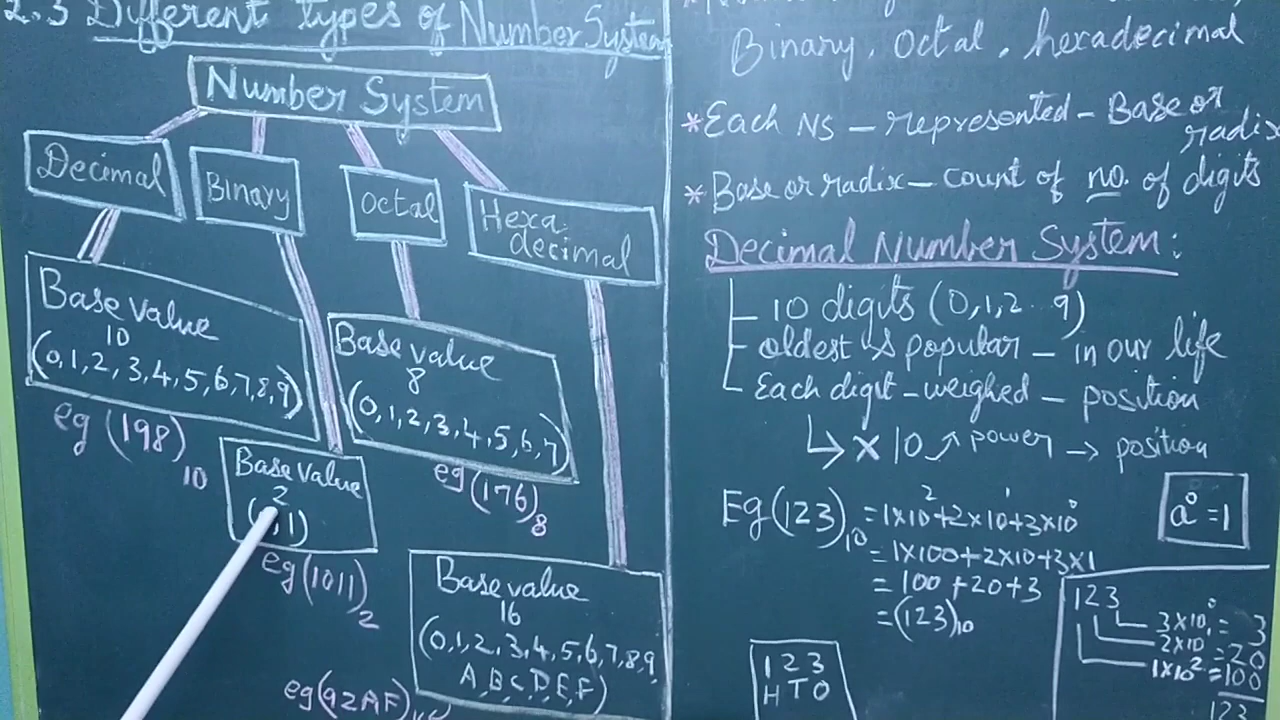 2.3 Different types of Number System
Number System
Decimal
Binary
Octal
Hexa
decimal
Base value
10
(0,1,2,3,4,5,6,7,8,9)
eg (198)10
Base value
2
( ,1)
eg (1011)2
Base value
8
(0,1,2,3,4,5,6,7)
eg (176)8
Base value
16
(0,1,2,3,4,5,6,7,8,9,
A,B,C,D,E,F)
eg (92AF)
Binary, Octal, hexadecimal
*Each NS – represented – Base or
radix
*Base or radix – count of no. of digits
Decimal Number System:
10 digits (0,1,2..9)
oldest & popular – in our life
Each digit – weighed – position
↳ × 10 ↗ power → position
Eg (123)10 = 1×10²+2×10¹+3×10⁰
= 1×100+2×10+3×1
= 100+20+3
= (123)10
a⁰ = 1
1 2 3
H T O
123
3×10⁰ = 3
2×10¹ = 20
1×10² = 100
123